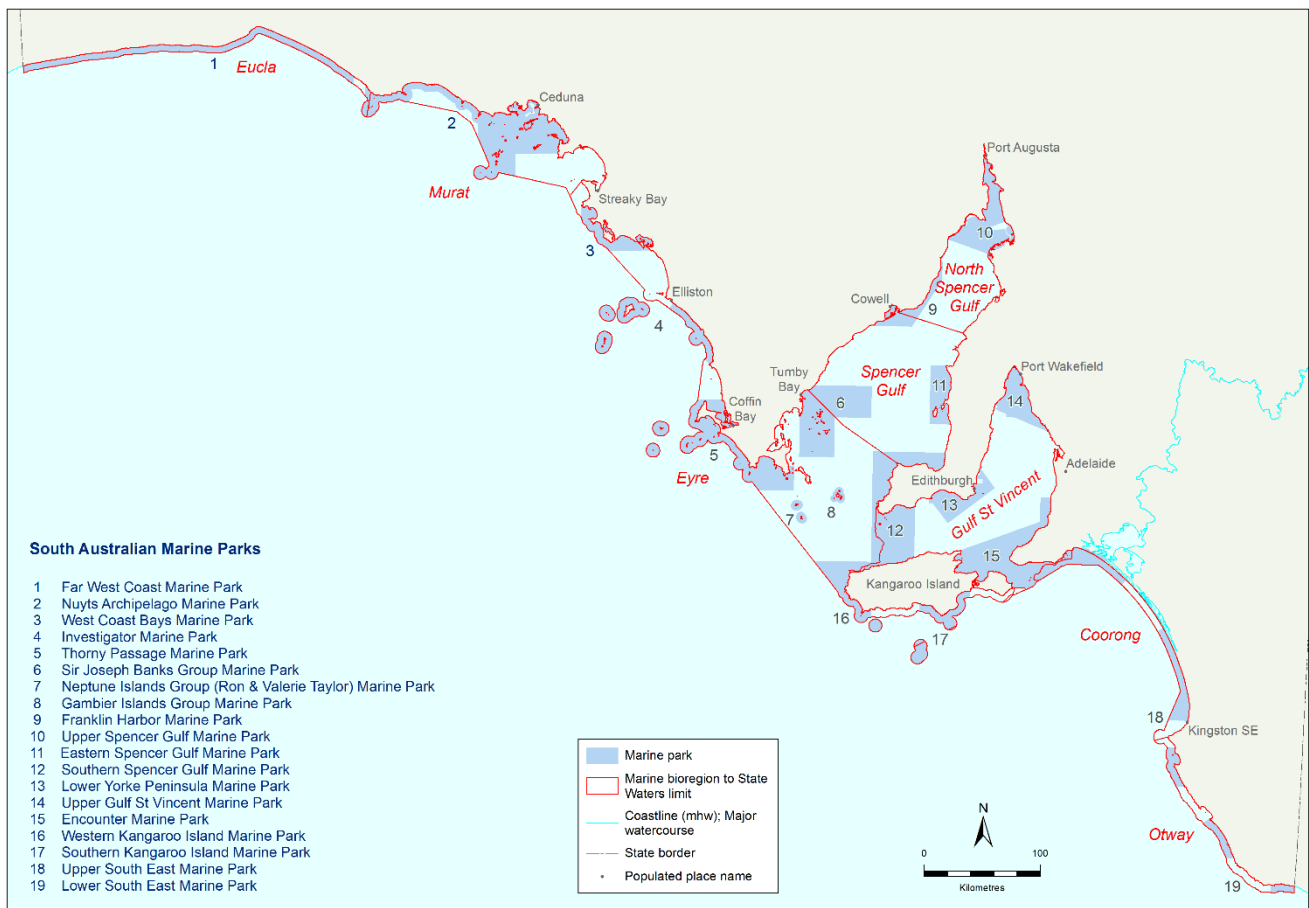 1
Eucla
Ceduna
2
Murat
Port Augusta
Streaky Bay
10
3
North
Spencer
Gulf
Elliston
Cowell
9
4
Port Wakefield
Tumby
Bay
Spencer
Gulf
11
6
14
Coffin
Bay
5
Adelaide
Eyre
Edithburgh
13
Gulf St Vincent
7
8
12
15
Kangaroo Island
16
17
Coorong
18
Kingston SE
Otway
19
South Australian Marine Parks
1 Far West Coast Marine Park
2 Nuyts Archipelago Marine Park
3 West Coast Bays Marine Park
4 Investigator Marine Park
5 Thorny Passage Marine Park
6 Sir Joseph Banks Group Marine Park
7 Neptune Islands Group (Ron & Valerie Taylor) Marine Park
8 Gambier Islands Group Marine Park
9 Franklin Harbor Marine Park
10 Upper Spencer Gulf Marine Park
11 Eastern Spencer Gulf Marine Park
12 Southern Spencer Gulf Marine Park
13 Lower Yorke Peninsula Marine Park
14 Upper Gulf St Vincent Marine Park
15 Encounter Marine Park
16 Western Kangaroo Island Marine Park
17 Southern Kangaroo Island Marine Park
18 Upper South East Marine Park
19 Lower South East Marine Park
Marine park
Marine bioregion to State
Waters limit
Coastline (mhw); Major
watercourse
State border
Populated place name
N
0 100
Kilometres